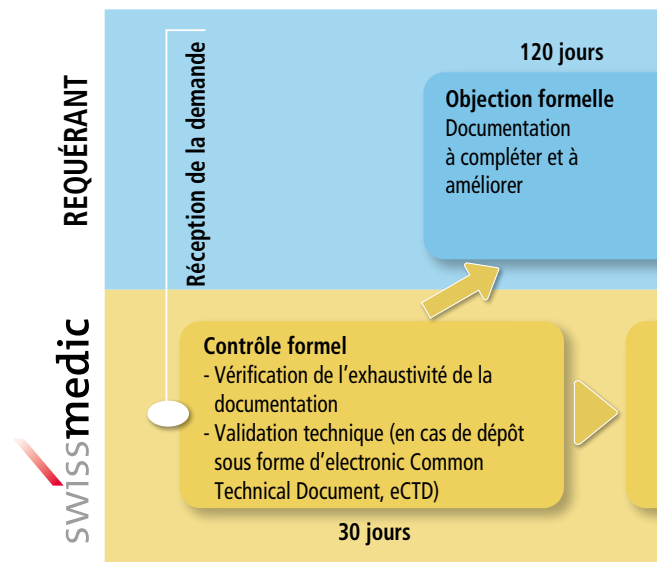 REQUÉRANT
Réception de la demande
120 jours
Objection formelle
Documentation
à compléter et à
améliorer
swissmedic
Contrôle formel
- Vérification de l'exhaustivité de la
documentation
- Validation technique (en cas de dépôt
sous forme d'electronic Common
Technical Document, eCTD)
30 jours